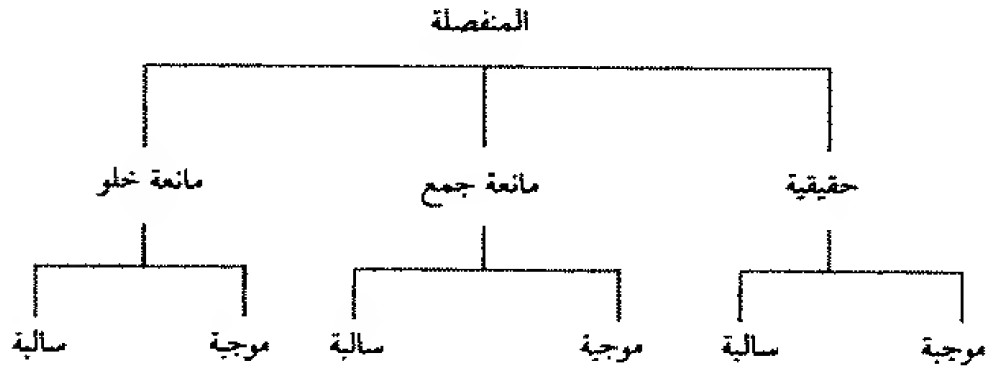 المنفصلة
حقيقية مانعة جمع مانعة خلو
موجبة سالبة موجبة سالبة موجبة سالبة